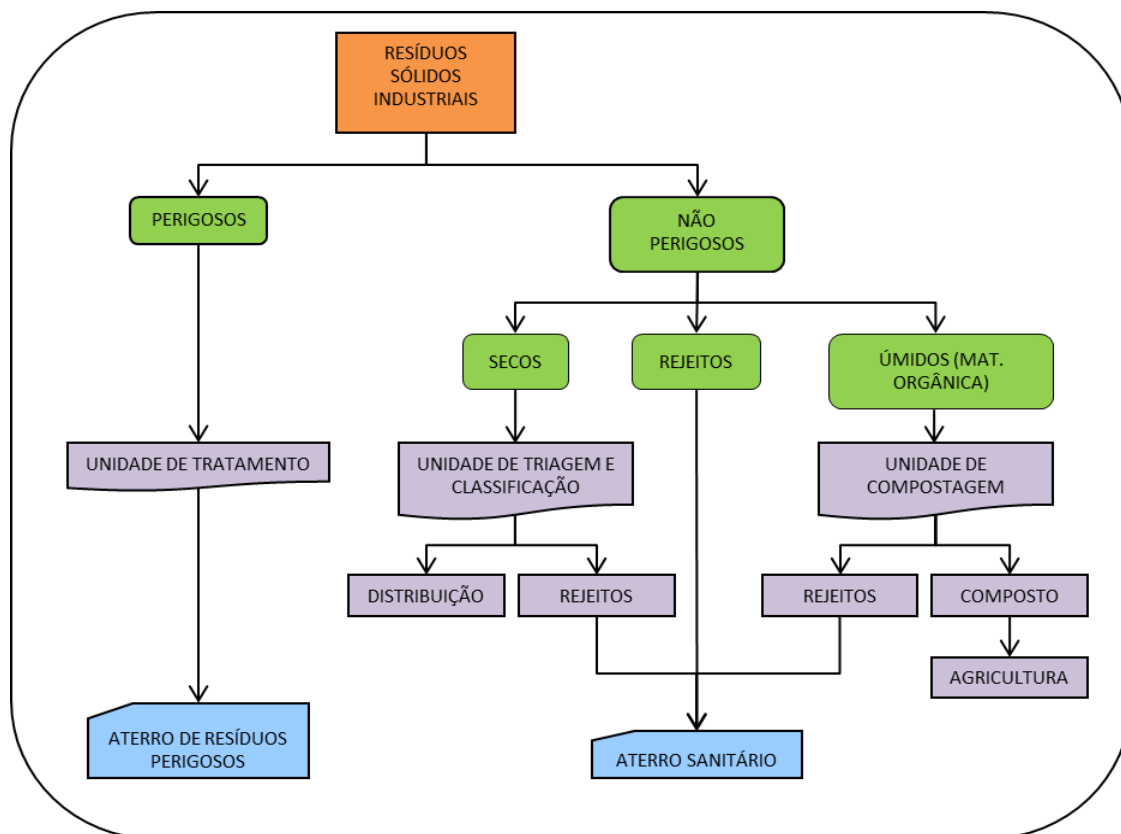 RESÍDUOS
SÓLIDOS
INDUSTRIAIS
PERIGOSOS
NÃO
PERIGOSOS
SECOS
REJEITOS
ÚMIDOS (MAT.
ORGÂNICA)
UNIDADE DE TRATAMENTO
UNIDADE DE TRIAGEM E
CLASSIFICAÇÃO
UNIDADE DE
COMPOSTAGEM
DISTRIBUIÇÃO
REJEITOS
REJEITOS
COMPOSTO
AGRICULTURA
ATERRO DE RESÍDUOS
PERIGOSOS
ATERRO SANITÁRIO